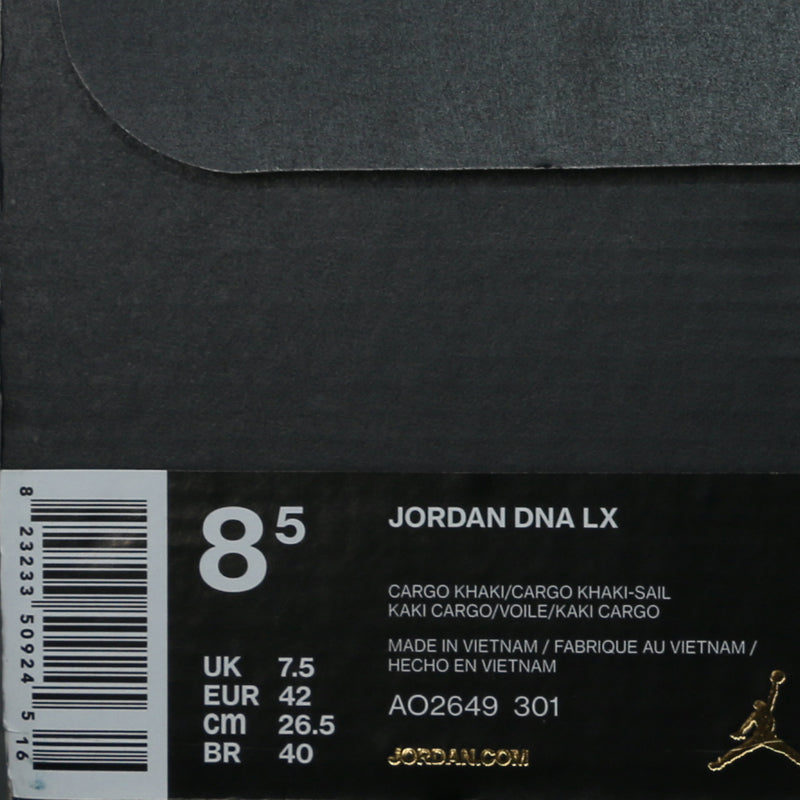 8 23233 50924 5 16
8 5
JORDAN DNA LX
CARGO KHAKI/CARGO KHAKI-SAIL
KAKI CARGO/VOILE/KAKI CARGO
MADE IN VIETNAM / FABRIQUE AU VIETNAM /
HECHO EN VIETNAM
AO2649 301
UK 7.5
EUR 42
cm 26.5
BR 40
JORDAN.COM